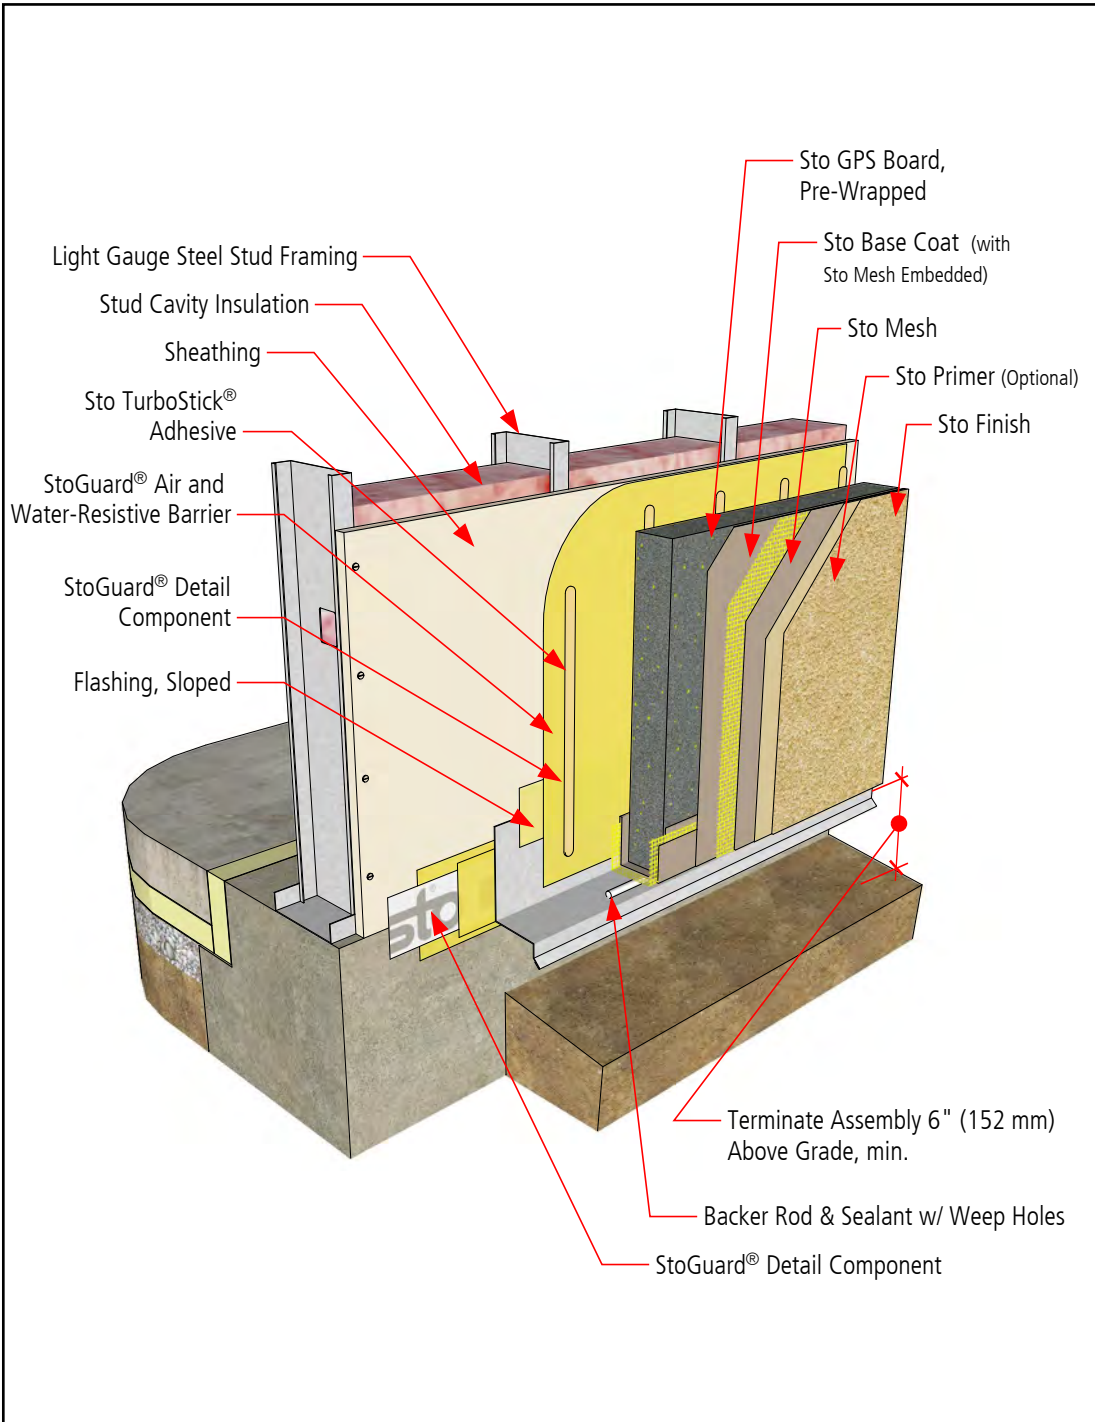 Sto GPS Board,
Pre-Wrapped
Sto Base Coat (with
Sto Mesh Embedded)
Light Gauge Steel Stud Framing
Stud Cavity Insulation
Sto Mesh
Sheathing
Sto Primer (Optional)
Sto TurboStick®
Adhesive
Sto Finish
StoGuard® Air and
Water-Resistive Barrier
StoGuard® Detail
Component
Flashing, Sloped
sto
Terminate Assembly 6" (152 mm)
Above Grade, min.
Backer Rod & Sealant w/ Weep Holes
StoGuard® Detail Component